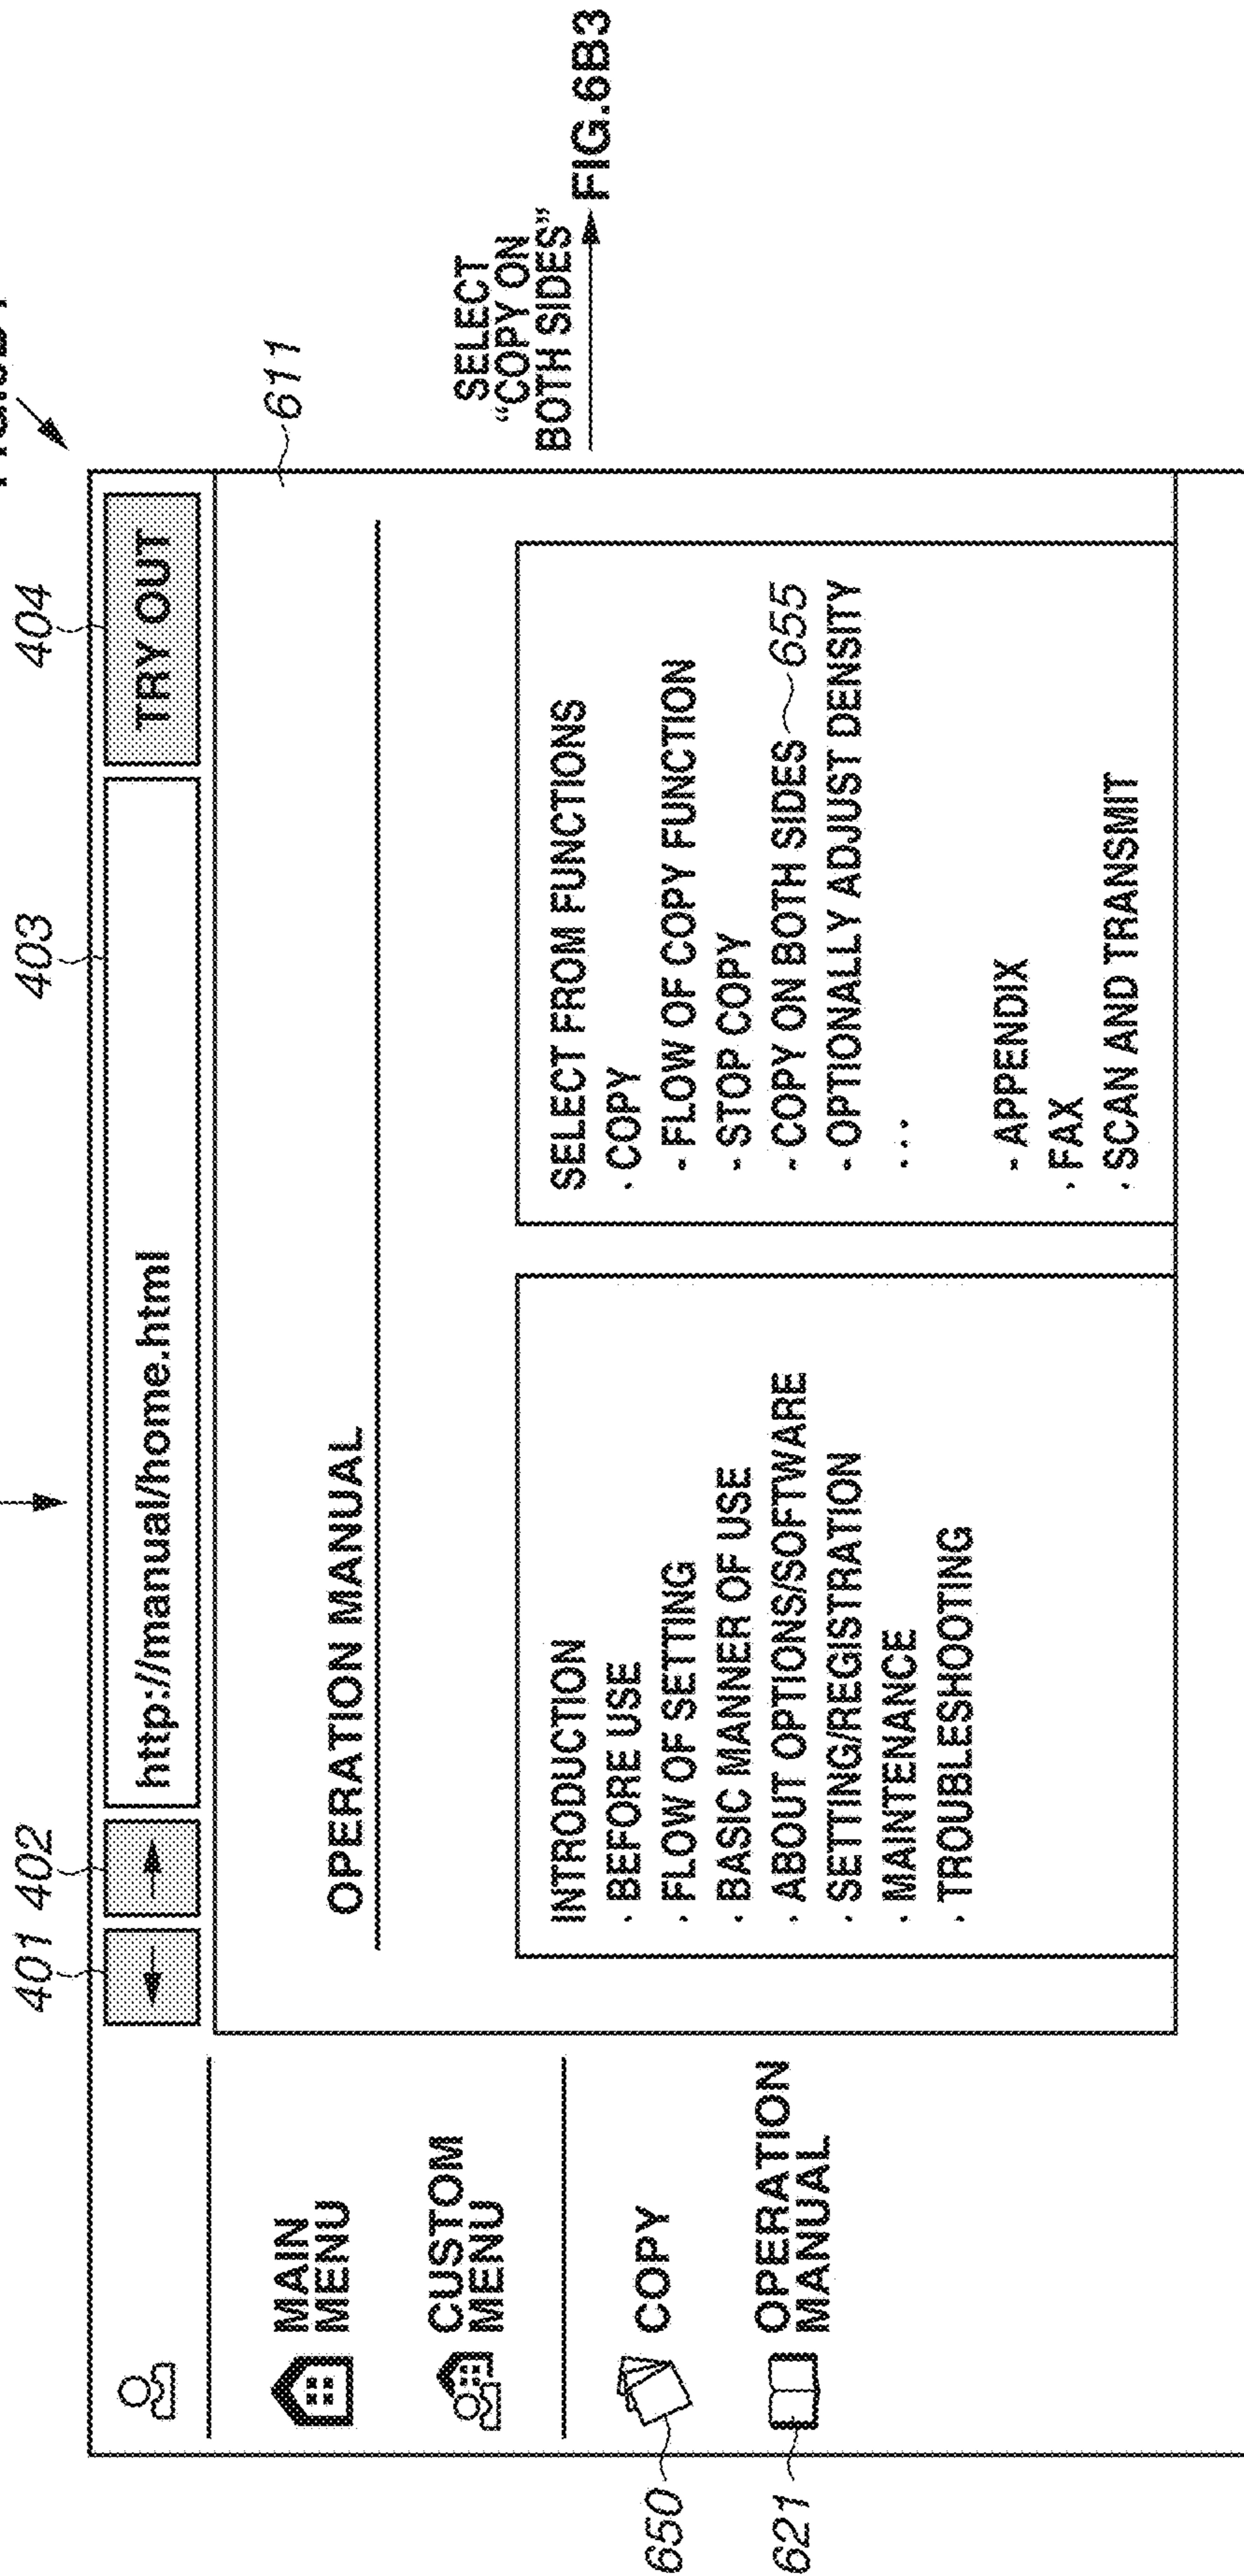 401
402
403
404
http://manual/home.html
TRY OUT
611
MAIN
MENU
CUSTOM
MENU
650
COPY
621
OPERATION
MANUAL
OPERATION MANUAL
INTRODUCTION
· BEFORE USE
· FLOW OF SETTING
· BASIC MANNER OF USE
· ABOUT OPTIONS/SOFTWARE
· SETTING/REGISTRATION
· MAINTENANCE
· TROUBLESHOOTING
SELECT FROM FUNCTIONS
· COPY
- FLOW OF COPY FUNCTION
- STOP COPY
- COPY ON BOTH SIDES 655
- OPTIONALLY ADJUST DENSITY
...
- APPENDIX
· FAX
· SCAN AND TRANSMIT
SELECT
“COPY ON
BOTH SIDES”
FIG.6B3